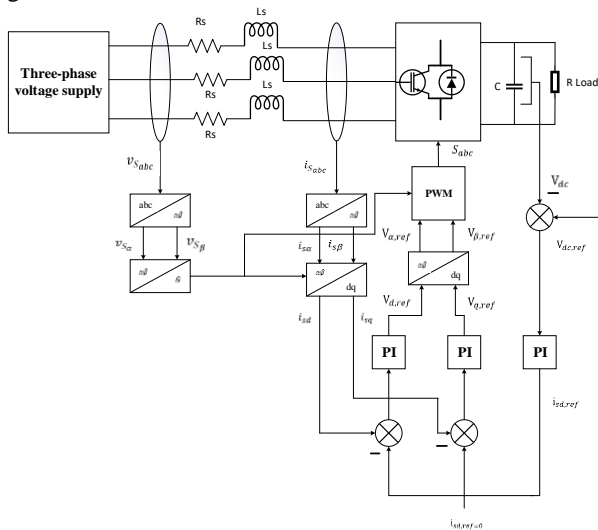 Rs
Ls
Ls
Three-phase
voltage supply
Rs
C
R Load
Ls
Rs
v_{S_{abc}}
i_{S_{abc}}
S_{abc}
V_{dc}
abc
αβ
abc
αβ
PWM
v_{S_α}
v_{S_β}
i_{sα}
i_{sβ}
V_{α,ref}
V_{β,ref}
V_{dc,ref}
αβ
αβ
dq
αβ
dq
i_{sd}
i_{sq}
V_{d,ref}
V_{q,ref}
PI
PI
PI
i_{sd,ref}
i_{sd,ref=0}